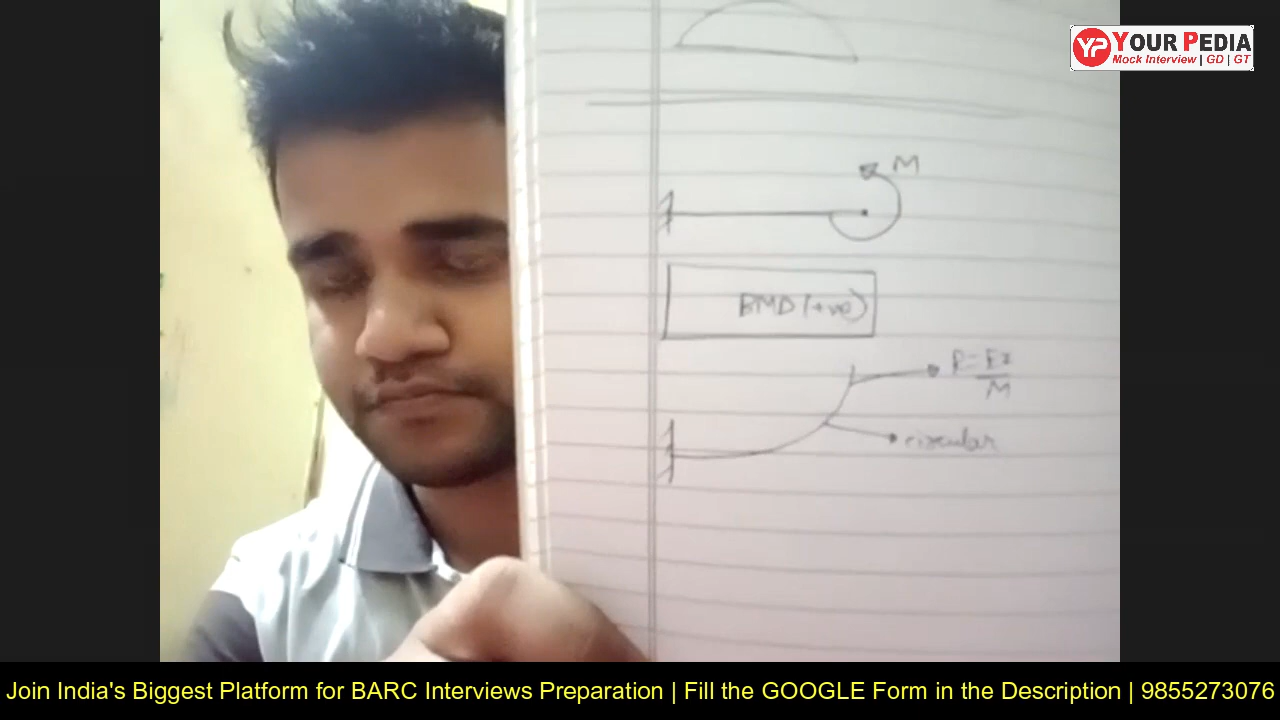 YP YOUR PEDIA
Mock Interview | GD | GT
M
BMD (+ve)
R = EI
M
circular
Join India's Biggest Platform for BARC Interviews Preparation | Fill the GOOGLE Form in the Description | 9855273076